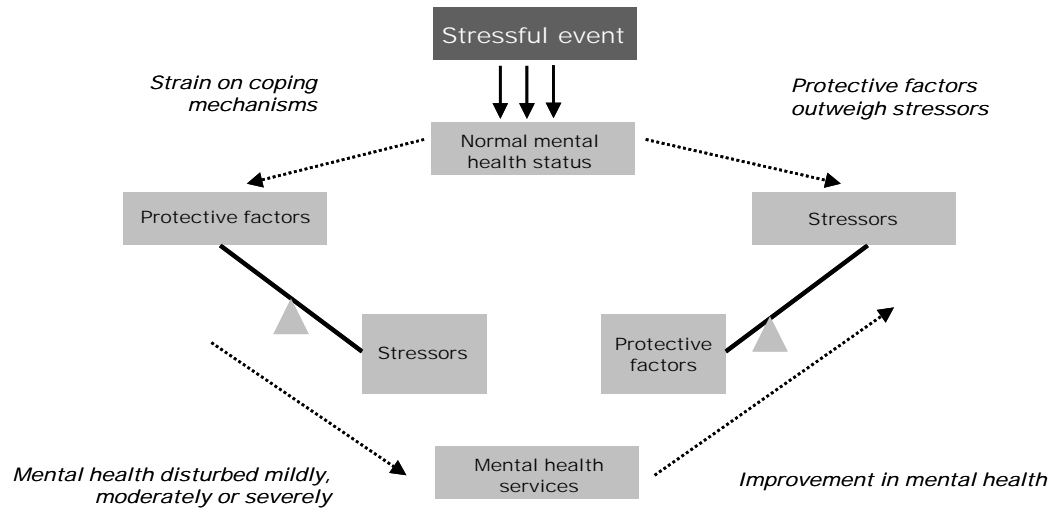 Stressful event
Strain on coping
mechanisms
Protective factors
outweigh stressors
Normal mental
health status
Protective factors
Stressors
Stressors
Protective
factors
Mental health
services
Mental health disturbed mildly,
moderately or severely
Improvement in mental health